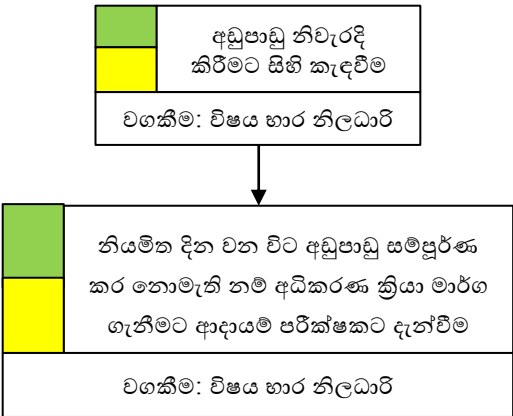 අඩුපාඩු නිවැරදි
කිරීමට සිහි කැඳවීම
වගකීම: විෂය භාර නිලධාරි
නියමිත දින වන විට අඩුපාඩු සම්පූර්ණ
කර නොමැති නම් අධිකරණ ක්‍රියා මාර්ග
ගැනීමට ආදායම් පරීක්ෂකට දැන්වීම
වගකීම: විෂය භාර නිලධාරි